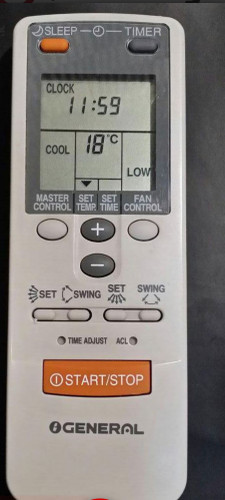 SLEEP TIMER
CLOCK
11:59
COOL 18°C LOW
MASTER CONTROL SET TEMP. SET TIME FAN CONTROL
+
−
SET SWING SET SWING
TIME ADJUST ACL
START/STOP
GENERAL